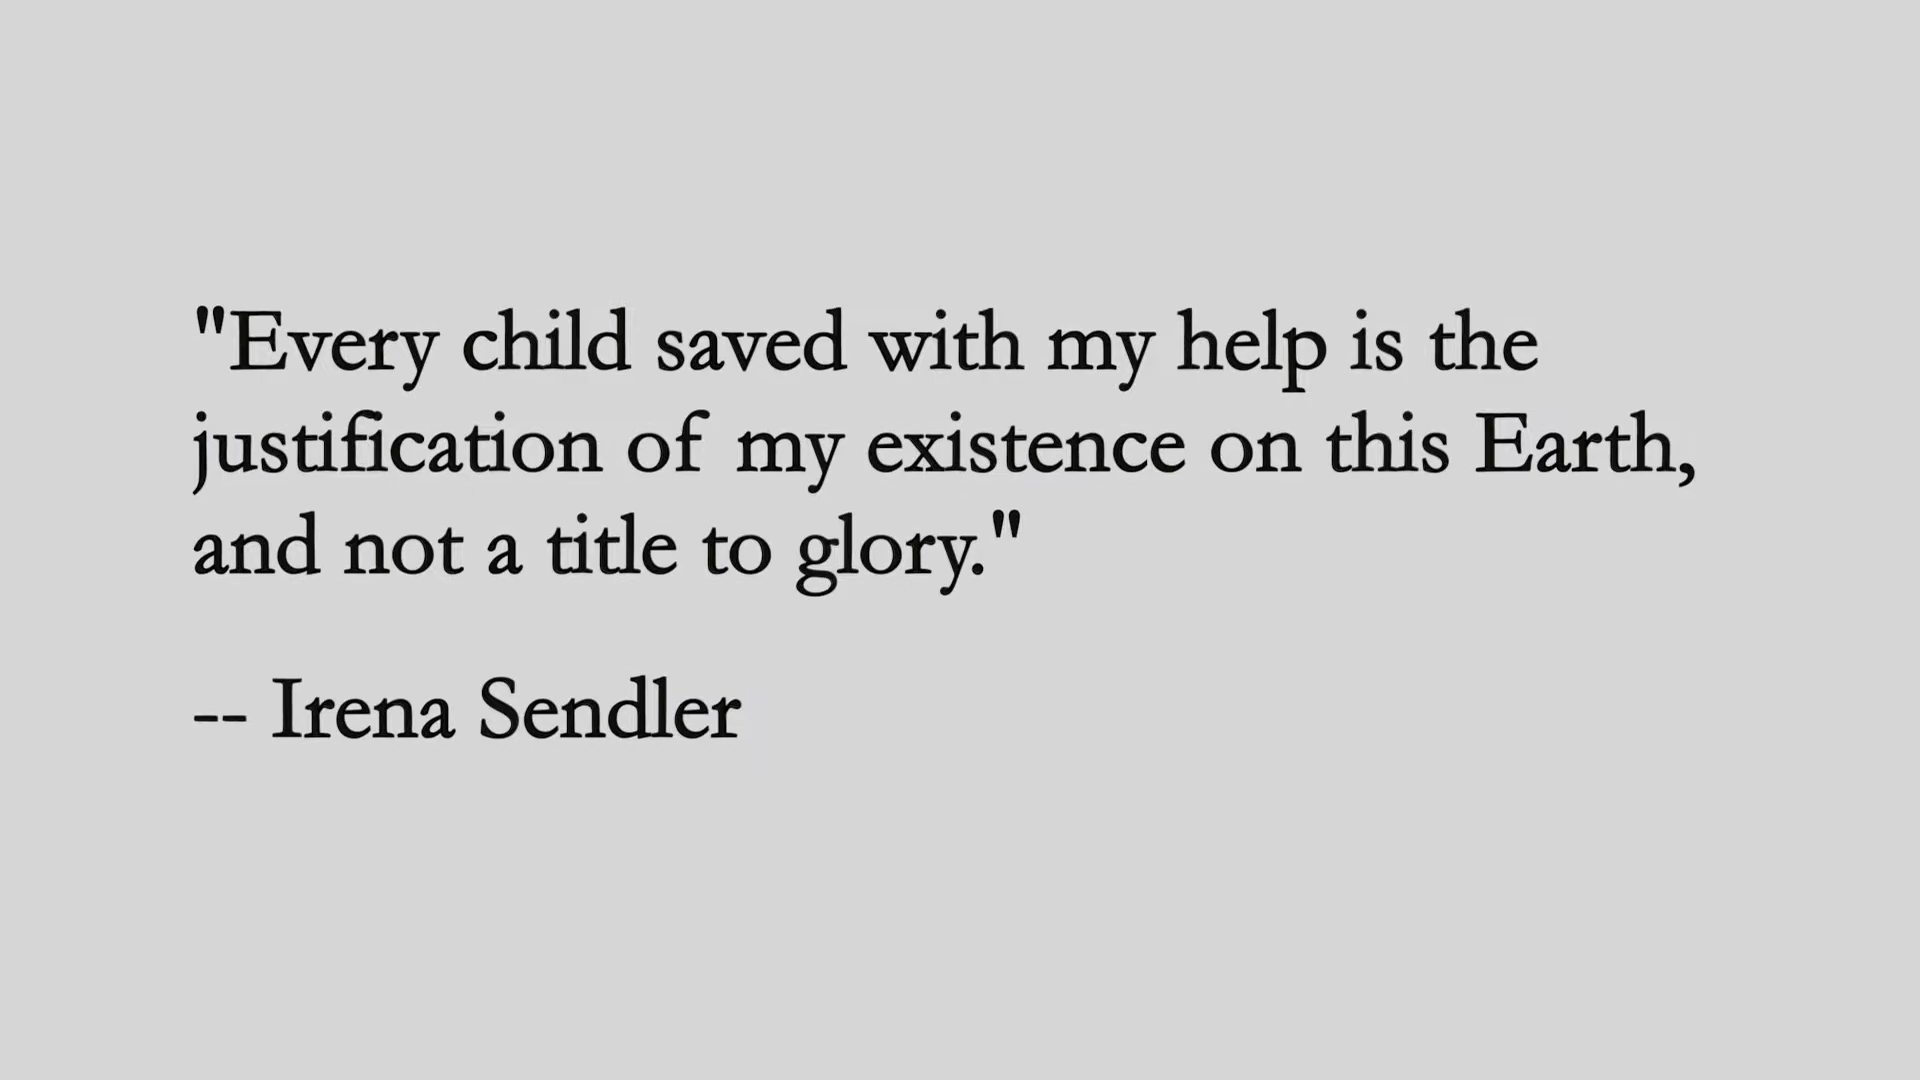 "Every child saved with my help is the
justification of my existence on this Earth,
and not a title to glory."
-- Irena Sendler